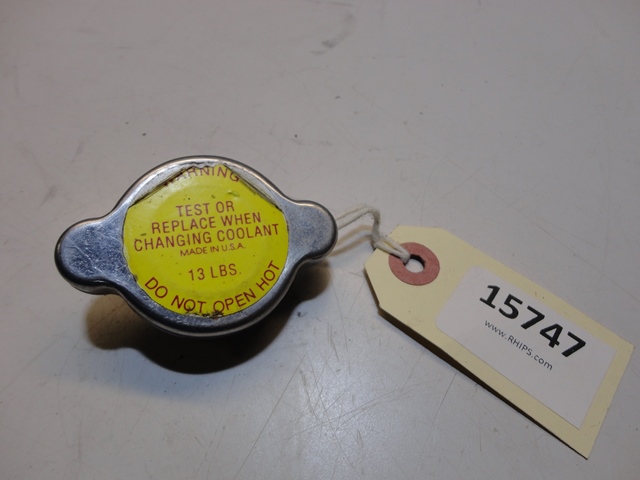 WARNING
TEST OR
REPLACE WHEN
CHANGING COOLANT
MADE IN U.S.A.
13 LBS.
DO NOT OPEN HOT
15747
www.RHIPS.com